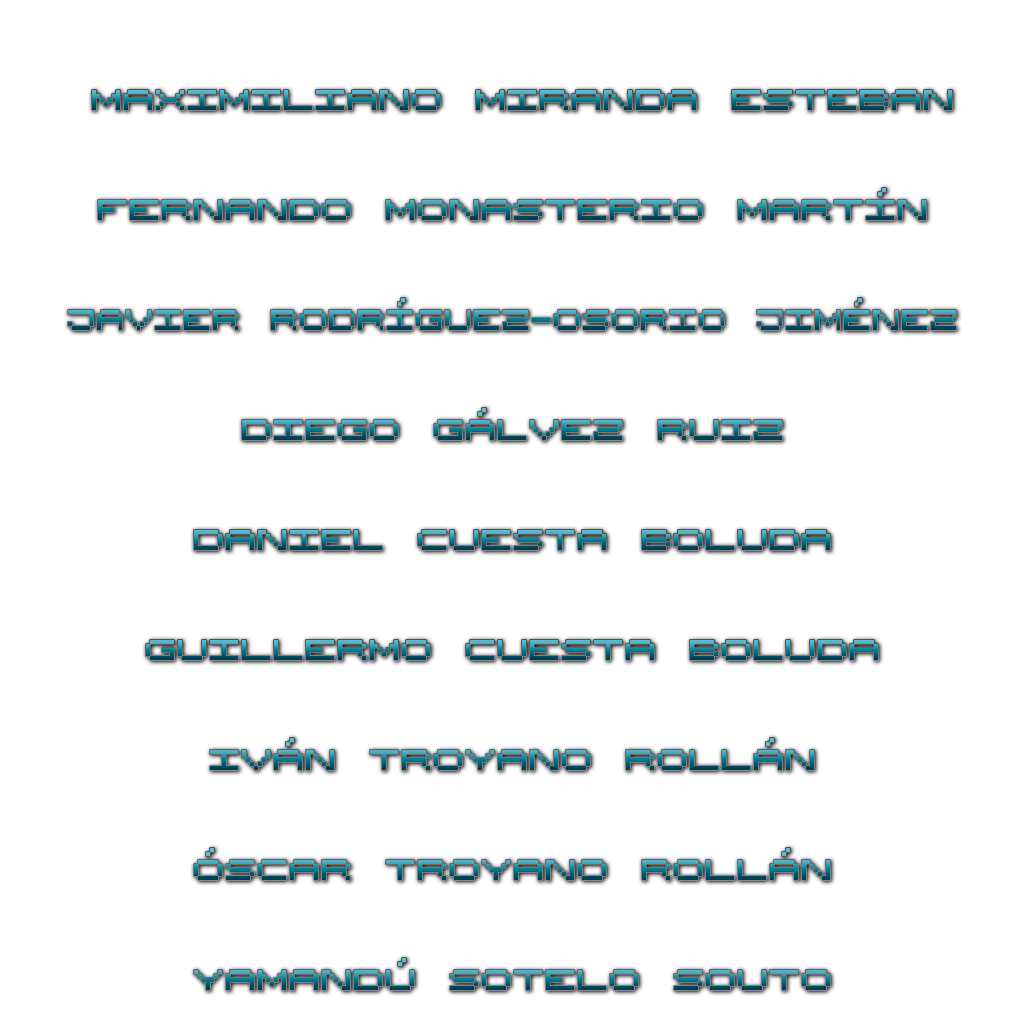 MAXIMILIANO MIRANDA ESTEBAN
FERNANDO MONASTERIO MARTÍN
JAVIER RODRÍGUEZ-OSORIO JIMÉNEZ
DIEGO GÁLVEZ RUIZ
DANIEL CUESTA BOLUDA
GUILLERMO CUESTA BOLUDA
IVÁN TROYANO ROLLÁN
ÓSCAR TROYANO ROLLÁN
YAMANDÚ SOTELO SOUTO